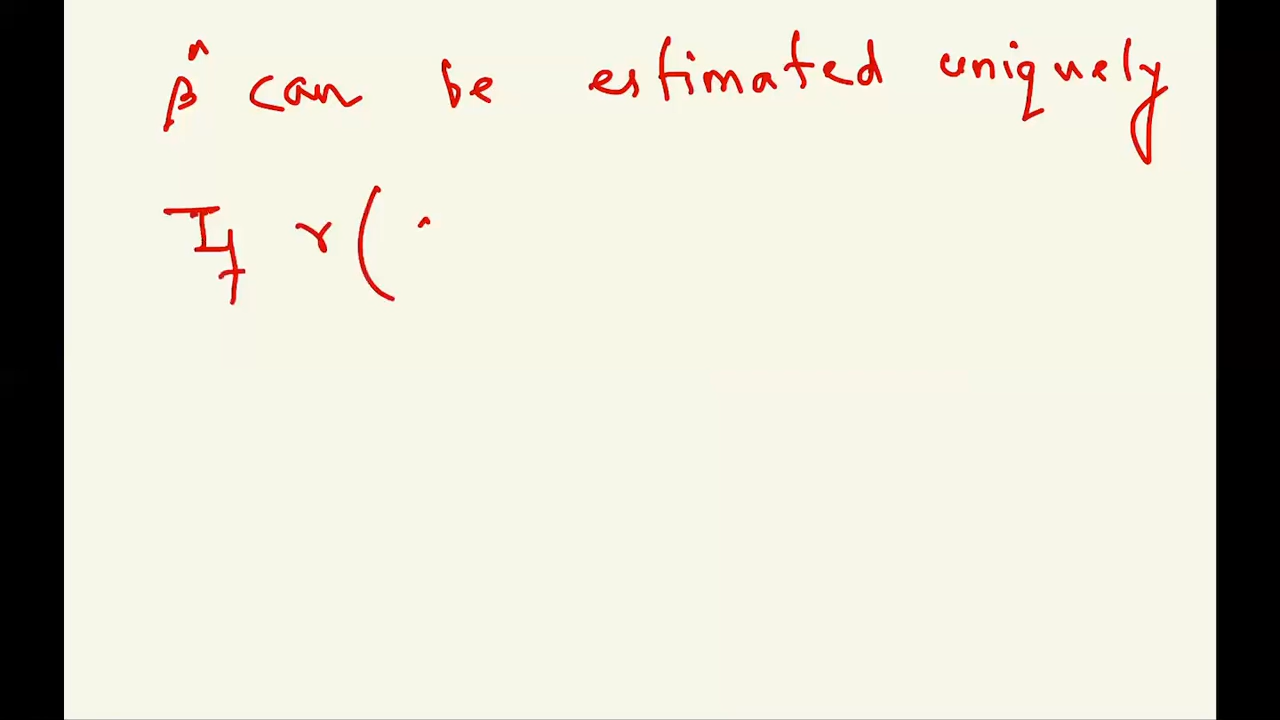 β̂ can be estimated uniquely
If r(